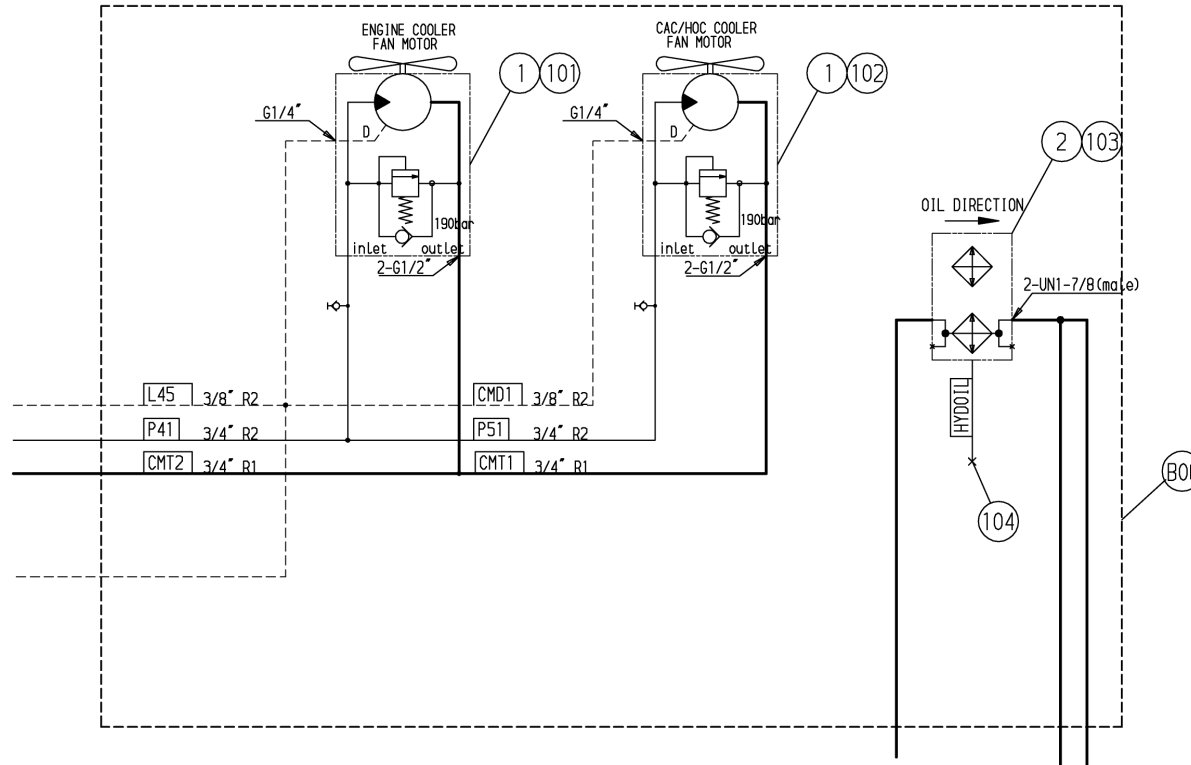 ENGINE COOLER
FAN MOTOR
CAC/HOC COOLER
FAN MOTOR
1 101
1 102
G1/4"
D
G1/4"
D
2 103
OIL DIRECTION
190bar
inlet outlet
2-G1/2"
190bar
inlet outlet
2-G1/2"
2-UN1-7/8(male)
L45 3/8" R2
CMD1 3/8" R2
P41 3/4" R2
P51 3/4" R2
CMT2 3/4" R1
CMT1 3/4" R1
HYDOIL
104